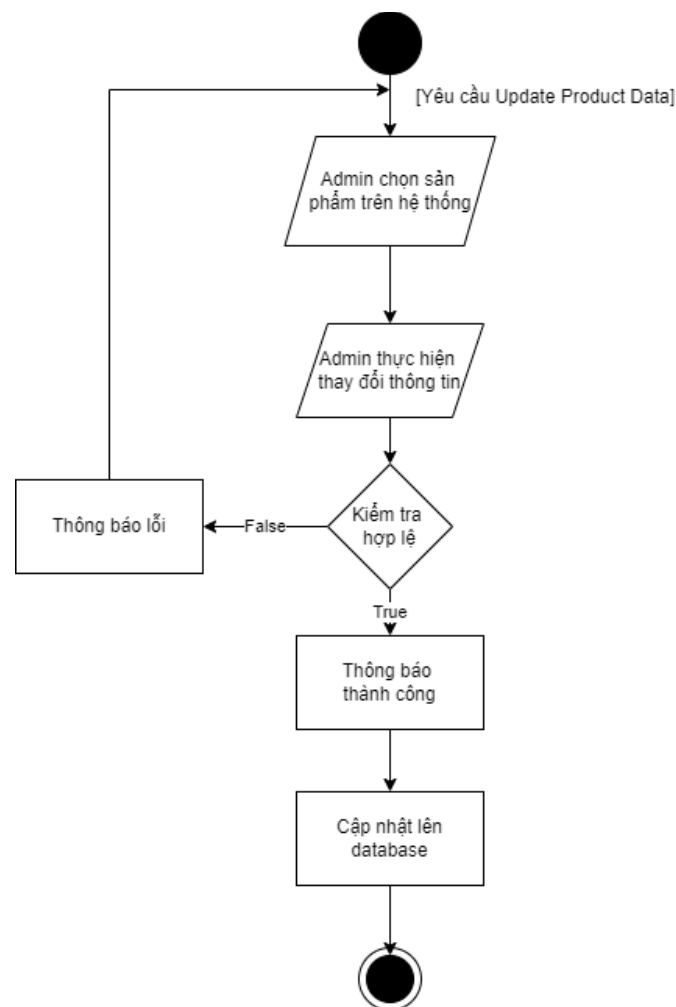 [Yêu cầu Update Product Data]
Admin chọn sản
phẩm trên hệ thống
Admin thực hiện
thay đổi thông tin
Kiểm tra
hợp lệ
False
Thông báo lỗi
True
Thông báo
thành công
Cập nhật lên
database